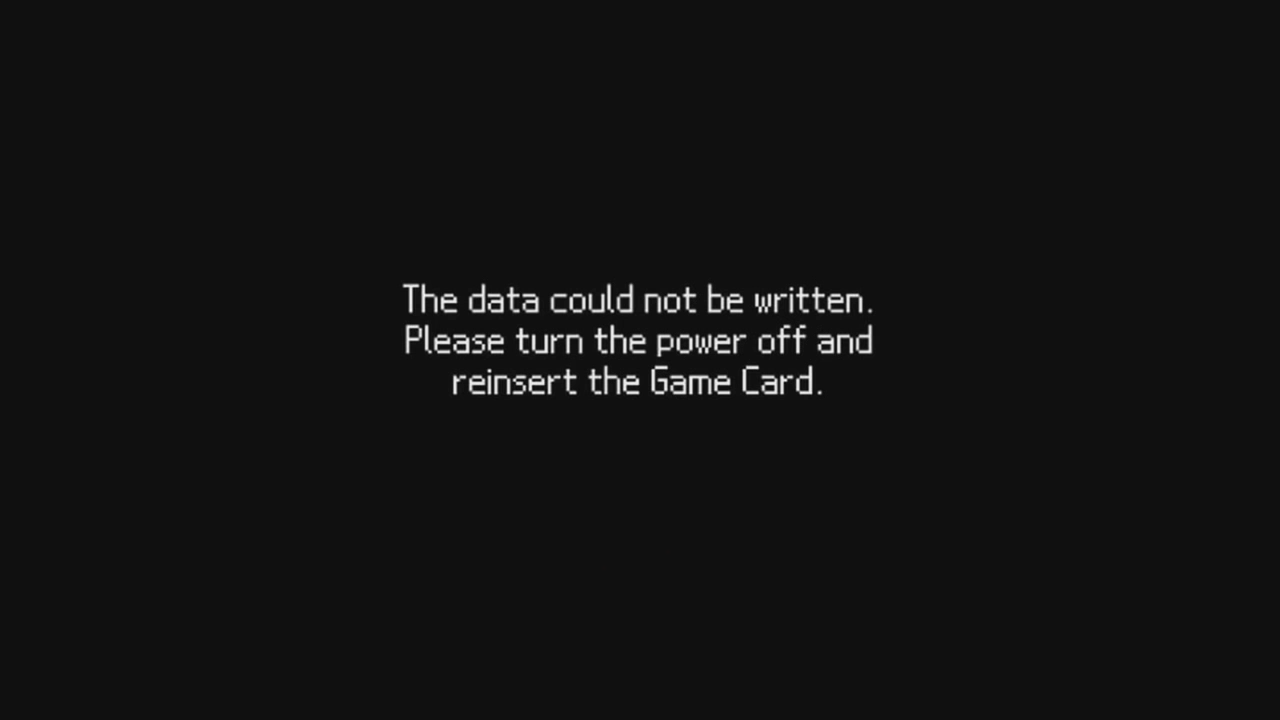 The data could not be written.
Please turn the power off and
reinsert the Game Card.